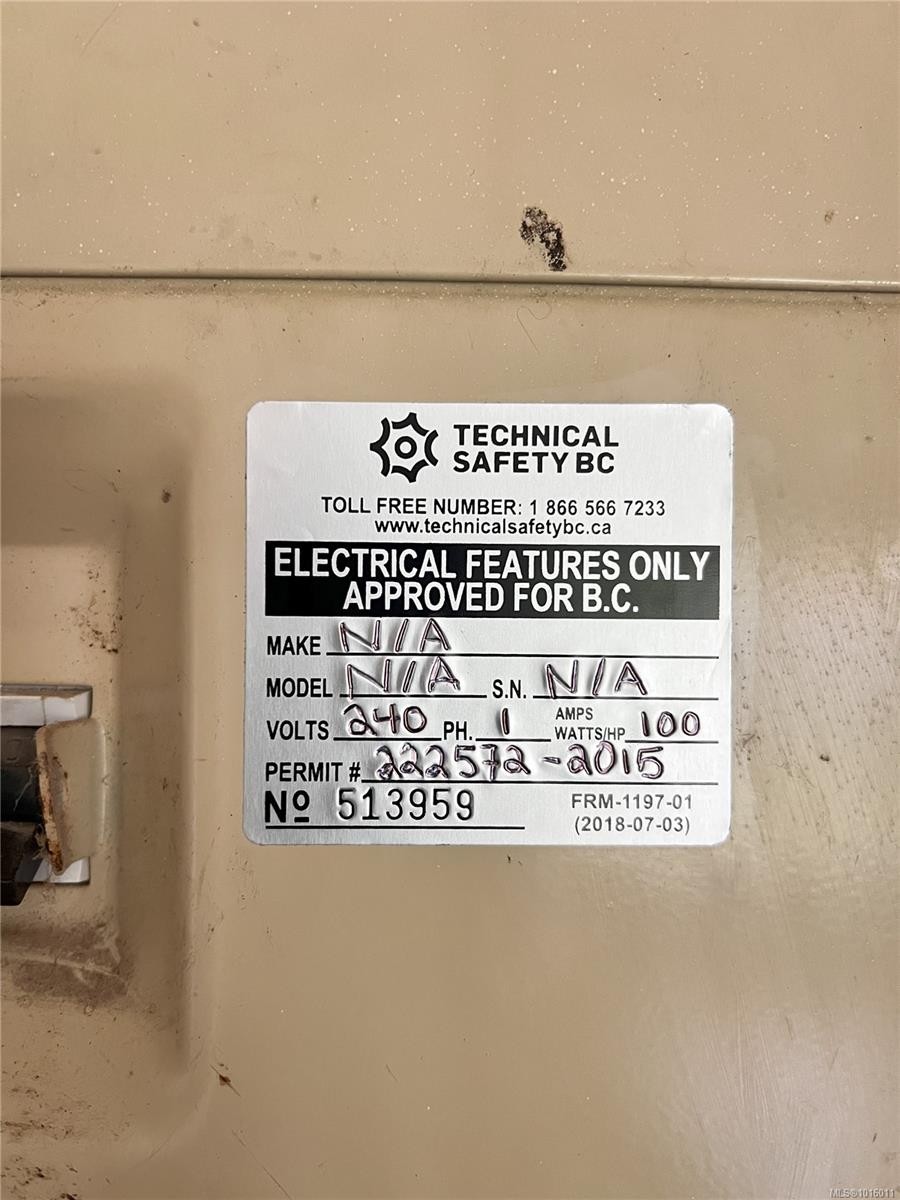 TECHNICAL
SAFETY BC
TOLL FREE NUMBER: 1 866 566 7233
www.technicalsafetybc.ca
ELECTRICAL FEATURES ONLY
APPROVED FOR B.C.
MAKE N/A
MODEL N/A S.N. N/A
VOLTS 240 PH. 1 AMPS WATTS/HP 100
PERMIT # 222572-2015
Nº 513959
FRM-1197-01
(2018-07-03)
MLS®1016011